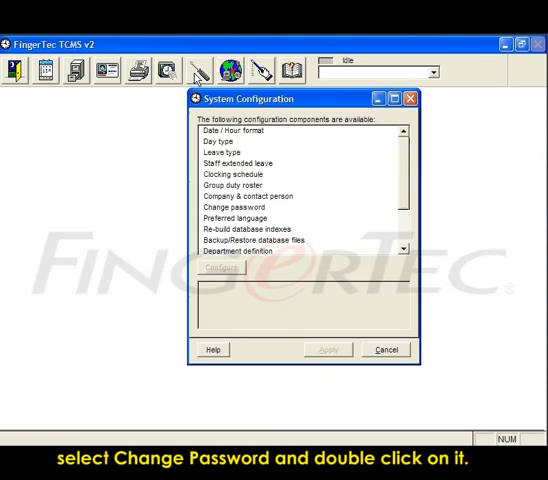 FingerTec TCMS v2
Idle
System Configuration
The following configuration components are available:
Date / Hour format
Day type
Leave type
Staff extended leave
Clocking schedule
Group duty roster
Company & contact person
Change password
Preferred language
Re-build database indexes
Backup/Restore database files
Department definition
Configure
FINGERTEC®
Help
Apply
Cancel
NUM
select Change Password and double click on it.